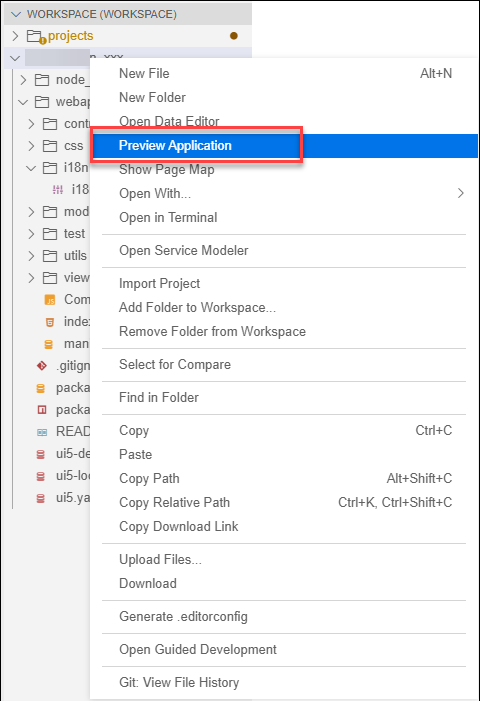 WORKSPACE (WORKSPACE)
projects
node_
webap
cont
css
i18n
i18
mod
test
utils
view
Com
index
man
.gitign
packa
packa
READ
ui5-de
ui5-loc
ui5.ya
New File Alt+N
New Folder
Open Data Editor
Preview Application
Show Page Map
Open With...
Open in Terminal
Open Service Modeler
Import Project
Add Folder to Workspace...
Remove Folder from Workspace
Select for Compare
Find in Folder
Copy Ctrl+C
Paste
Copy Path Alt+Shift+C
Copy Relative Path Ctrl+K, Ctrl+Shift+C
Copy Download Link
Upload Files...
Download
Generate .editorconfig
Open Guided Development
Git: View File History